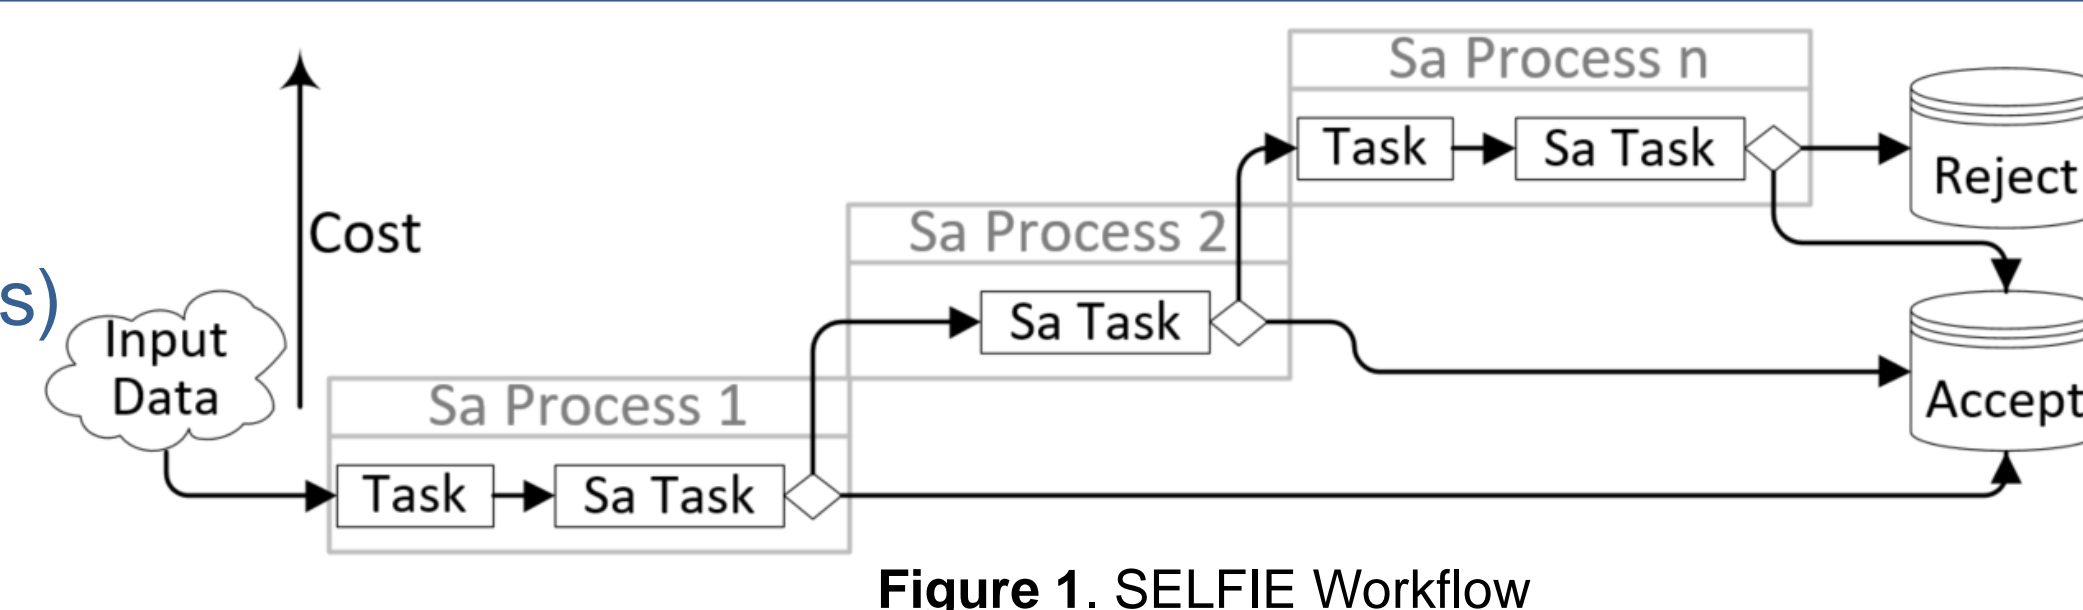 Sa Process n
Task
Sa Task
Reject
Cost
Sa Process 2
s)
Input
Data
Sa Task
Accept
Sa Process 1
Task
Sa Task
Figure 1. SELFIE Workflow